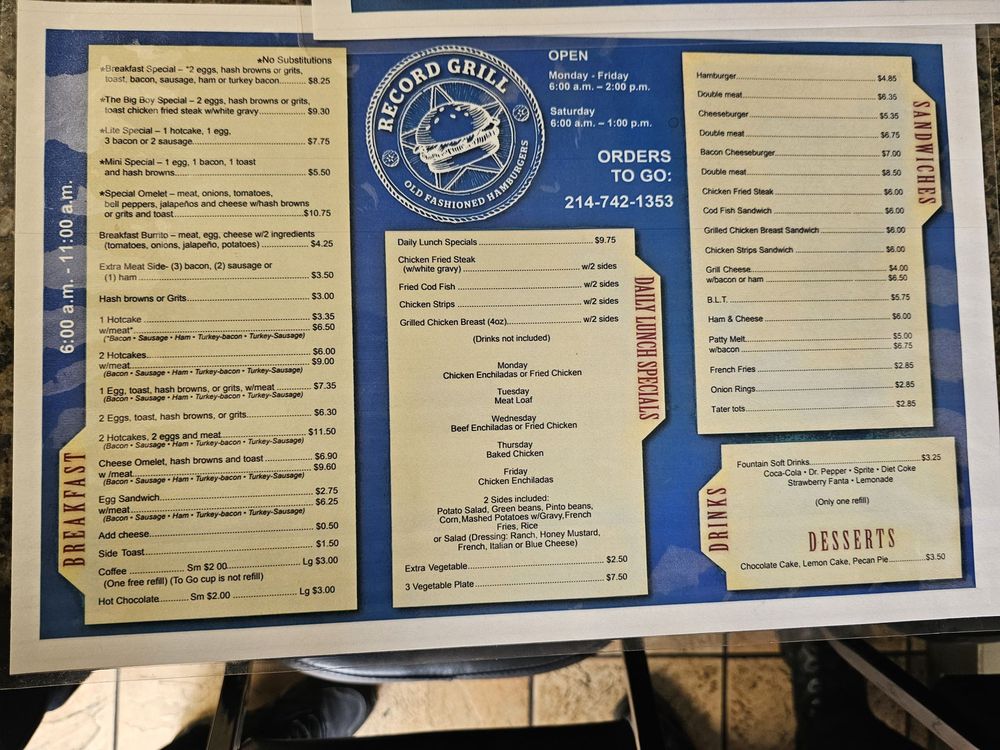 6:00 a.m. - 11:00 a.m.
BREAKFAST
*No Substitutions
*Breakfast Special – *2 eggs, hash browns or grits,
toast, bacon, sausage, ham or turkey bacon........ $8.25
*The Big Boy Special – 2 eggs, hash browns or grits,
toast chicken fried steak w/white gravy................. $9.30
*Lite Special – 1 hotcake, 1 egg,
3 bacon or 2 sausage........................................... $7.75
*Mini Special – 1 egg, 1 bacon, 1 toast
and hash browns.................................................. $5.50
*Special Omelet – meat, onions, tomatoes,
bell peppers, jalapeños and cheese w/hash browns
or grits and toast.................................................. $10.75
Breakfast Burrito – meat, egg, cheese w/2 ingredients
(tomatoes, onions, jalapeño, potatoes) ................ $4.25
Extra Meat Side- (3) bacon, (2) sausage or
(1) ham ................................................................ $3.50
Hash browns or Grits............................................ $3.00
1 Hotcake ............................................................ $3.35
w/meat*................................................................ $6.50
(*Bacon • Sausage • Ham • Turkey-bacon • Turkey-Sausage)
2 Hotcakes........................................................... $6.00
w/meat................................................................. $9.00
(Bacon • Sausage • Ham • Turkey-bacon • Turkey-Sausage)
1 Egg, toast, hash browns, or grits, w/meat .......... $7.35
(Bacon • Sausage • Ham • Turkey-bacon • Turkey-Sausage)
2 Eggs, toast, hash browns, or grits..................... $6.30
2 Hotcakes, 2 eggs and meat............................... $11.50
(Bacon • Sausage • Ham • Turkey-bacon • Turkey-Sausage)
Cheese Omelet, hash browns and toast ................ $6.90
w /meat................................................................ $9.60
(Bacon • Sausage • Ham • Turkey-bacon • Turkey-Sausage)
Egg Sandwich...................................................... $2.75
w/meat................................................................. $6.25
(Bacon • Sausage • Ham • Turkey-bacon • Turkey-Sausage)
Add cheese.......................................................... $0.50
Side Toast............................................................ $1.50
Coffee .................... Sm $2.00......................... Lg $3.00
(One free refill) (To Go cup is not refill)
Hot Chocolate.......... Sm $2.00 ....................... Lg $3.00
RECORD GRILL
OLD FASHIONED HAMBURGERS
OPEN
Monday - Friday
6:00 a.m. – 2:00 p.m.
Saturday
6:00 a.m. – 1:00 p.m.
ORDERS
TO GO:
214-742-1353
DAILY LUNCH SPECIALS
Daily Lunch Specials ........................................ $9.75
Chicken Fried Steak
(w/white gravy) ............................................ w/2 sides
Fried Cod Fish ............................................... w/2 sides
Chicken Strips ................................................ w/2 sides
Grilled Chicken Breast (4oz)........................... w/2 sides
(Drinks not included)
Monday
Chicken Enchiladas or Fried Chicken
Tuesday
Meat Loaf
Wednesday
Beef Enchiladas or Fried Chicken
Thursday
Baked Chicken
Friday
Chicken Enchiladas
2 Sides included:
Potato Salad, Green beans, Pinto beans,
Corn,Mashed Potatoes w/Gravy,French
Fries, Rice
or Salad (Dressing: Ranch, Honey Mustard,
French, Italian or Blue Cheese)
Extra Vegetable................................................ $2.50
3 Vegetable Plate............................................. $7.50
SANDWICHES
Hamburger....................................................... $4.85
Double meat..................................................... $6.35
Cheeseburger................................................... $5.35
Double meat..................................................... $6.75
Bacon Cheeseburger......................................... $7.00
Double meat..................................................... $8.50
Chicken Fried Steak ......................................... $6.00
Cod Fish Sandwich ........................................... $6.00
Grilled Chicken Breast Sandwich ....................... $6.00
Chicken Strips Sandwich ................................... $6.00
Grill Cheese...................................................... $4.00
w/bacon or ham ................................................ $6.50
B.L.T. ............................................................... $5.75
Ham & Cheese ................................................. $6.00
Patty Melt......................................................... $5.00
w/bacon ........................................................... $6.75
French Fries ..................................................... $2.85
Onion Rings...................................................... $2.85
Tater tots.......................................................... $2.85
DRINKS
Fountain Soft Drinks.......................................... $3.25
Coca-Cola • Dr. Pepper • Sprite • Diet Coke
Strawberry Fanta • Lemonade
(Only one refill)
DESSERTS
Chocolate Cake, Lemon Cake, Pecan Pie............ $3.50